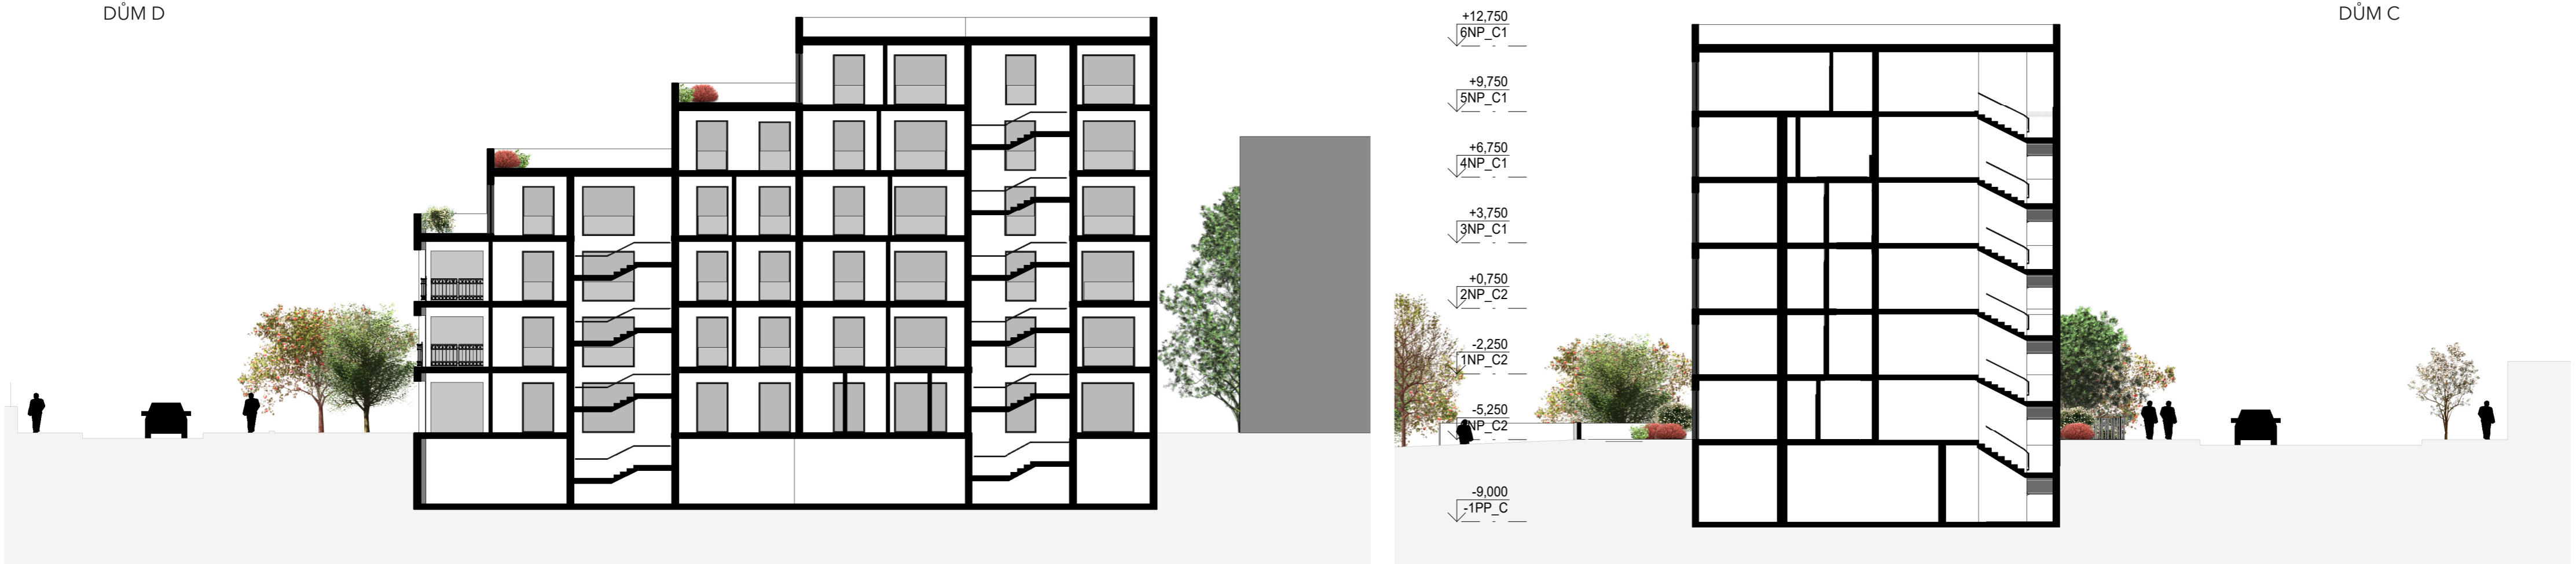 DŮM D
DŮM C
+12,750
6NP_C1
+9,750
5NP_C1
+6,750
4NP_C1
+3,750
3NP_C1
+0,750
2NP_C2
-2,250
1NP_C2
-5,250
NP_C2
-9,000
-1PP_C